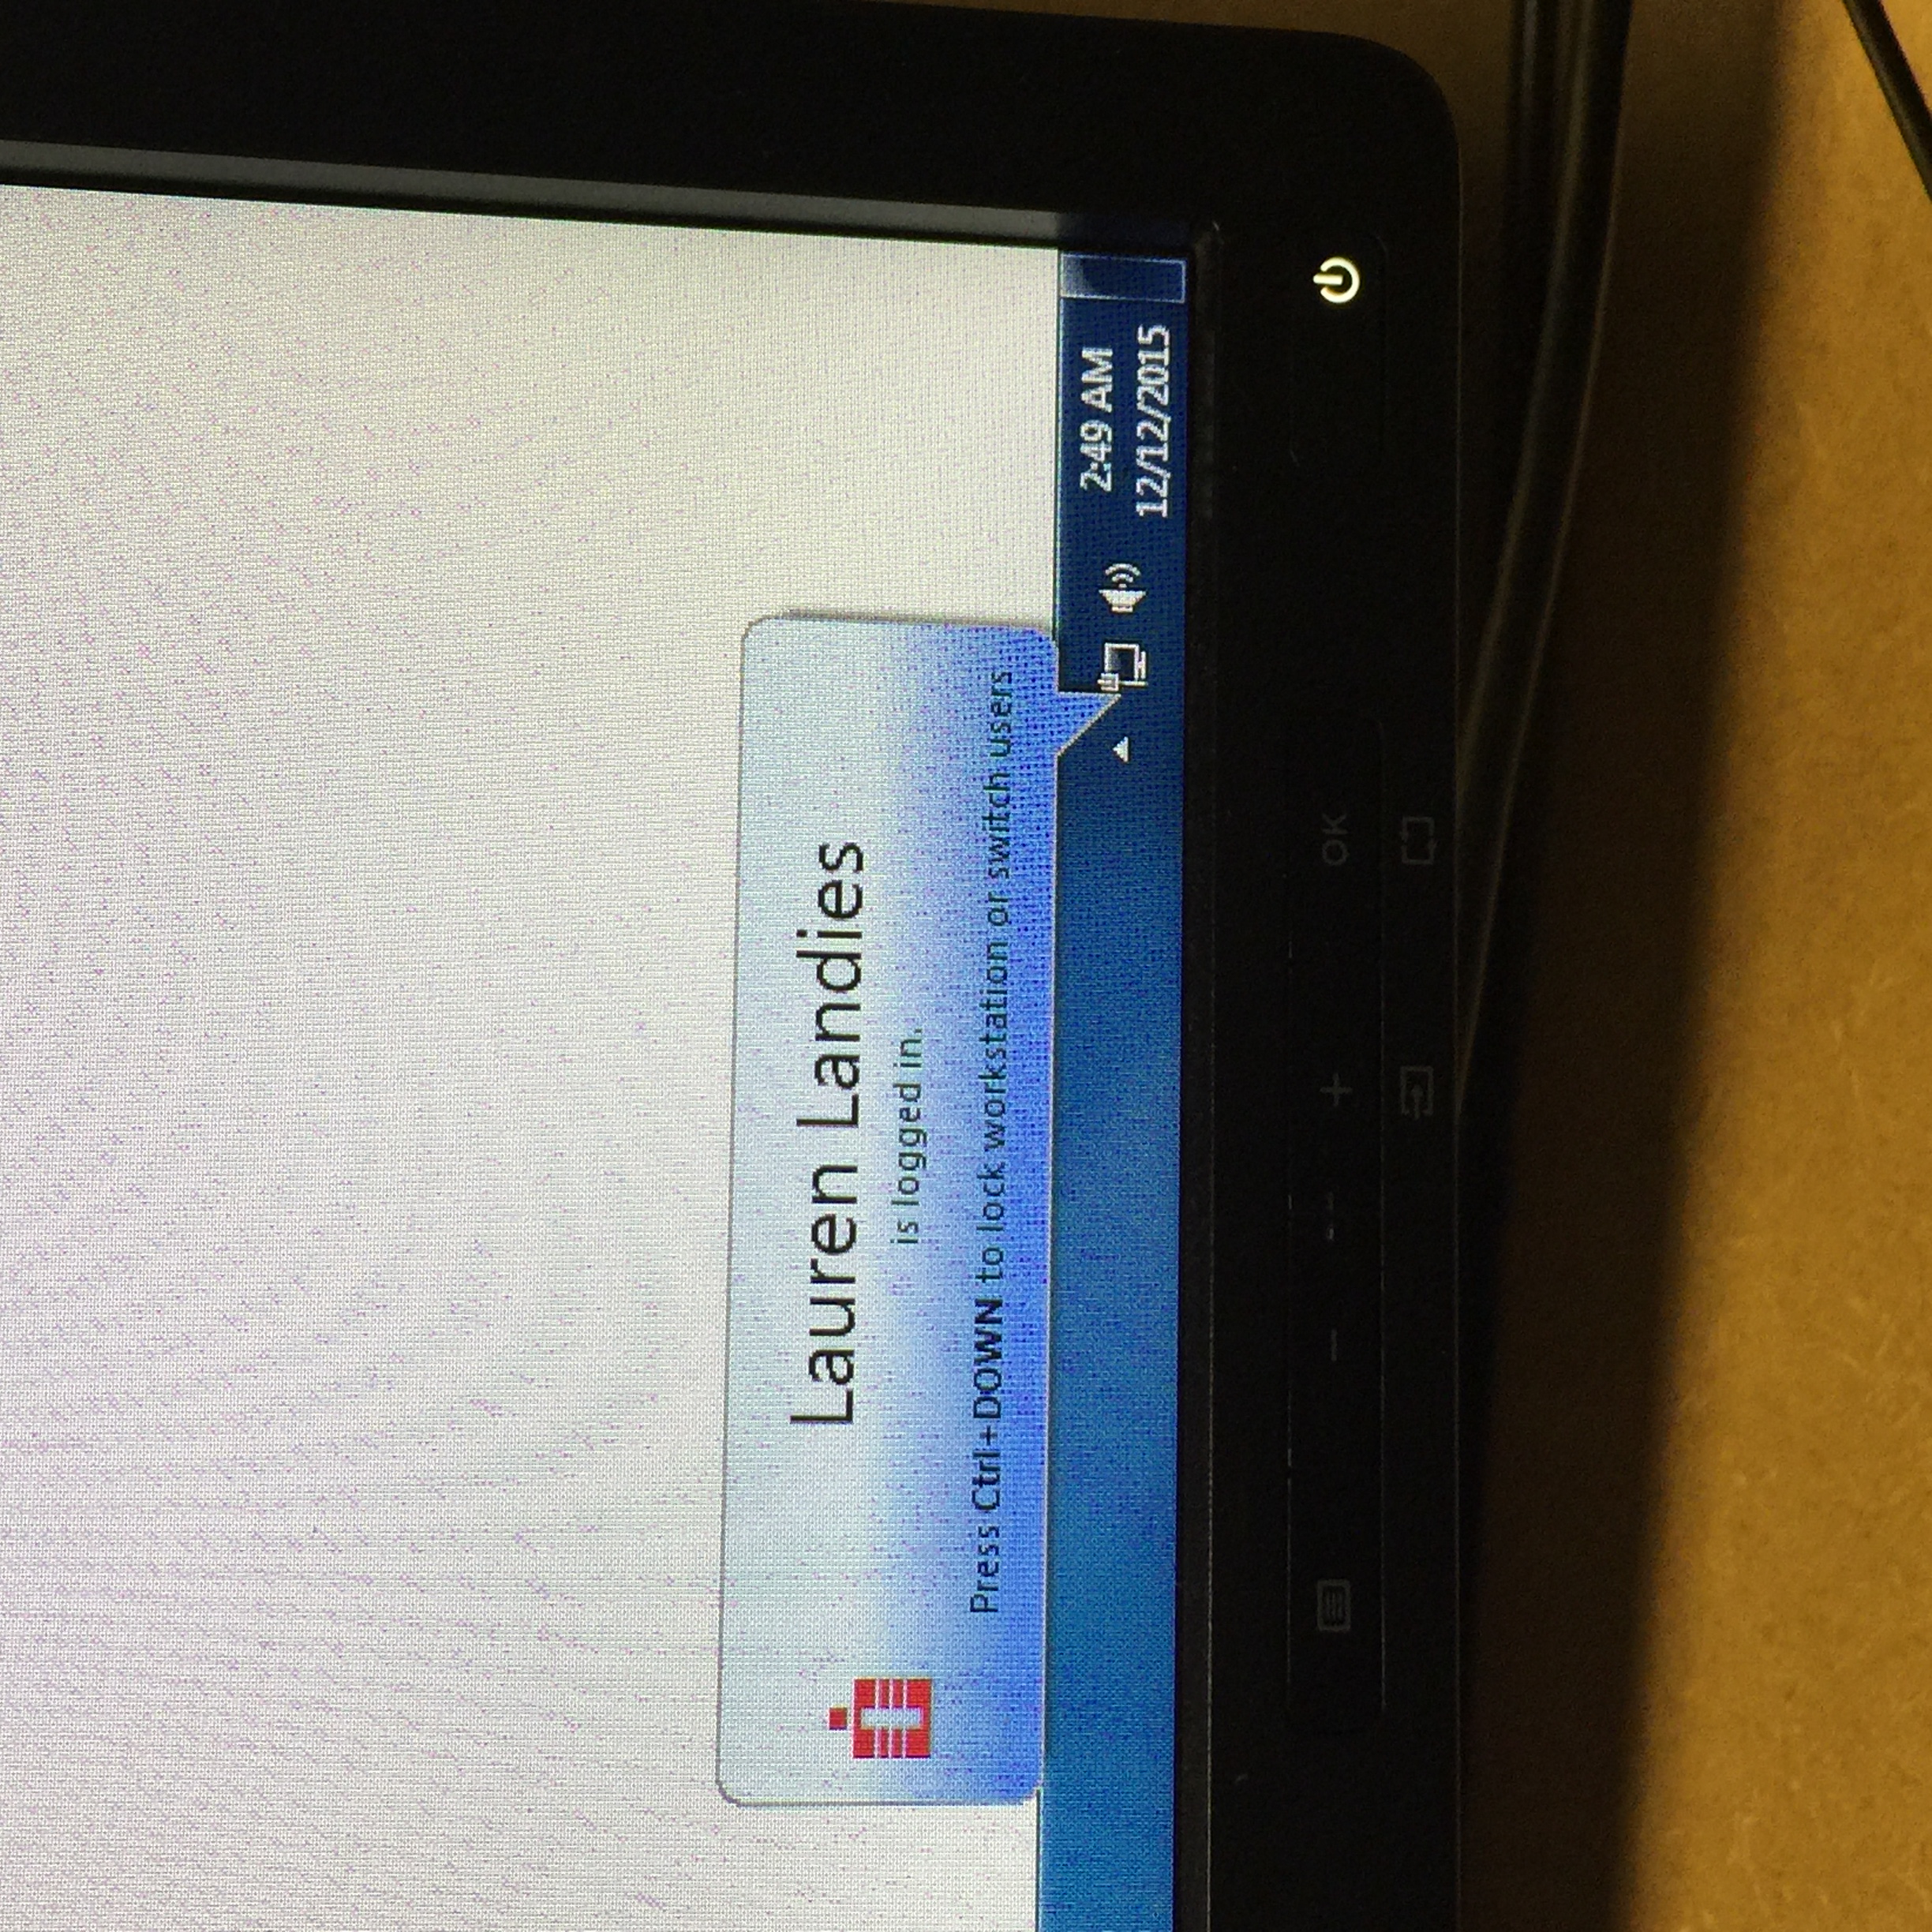 Lauren Landies
is logged in.
Press Ctrl+DOWN to lock workstation or switch users
2:49 AM
12/12/2015
OK